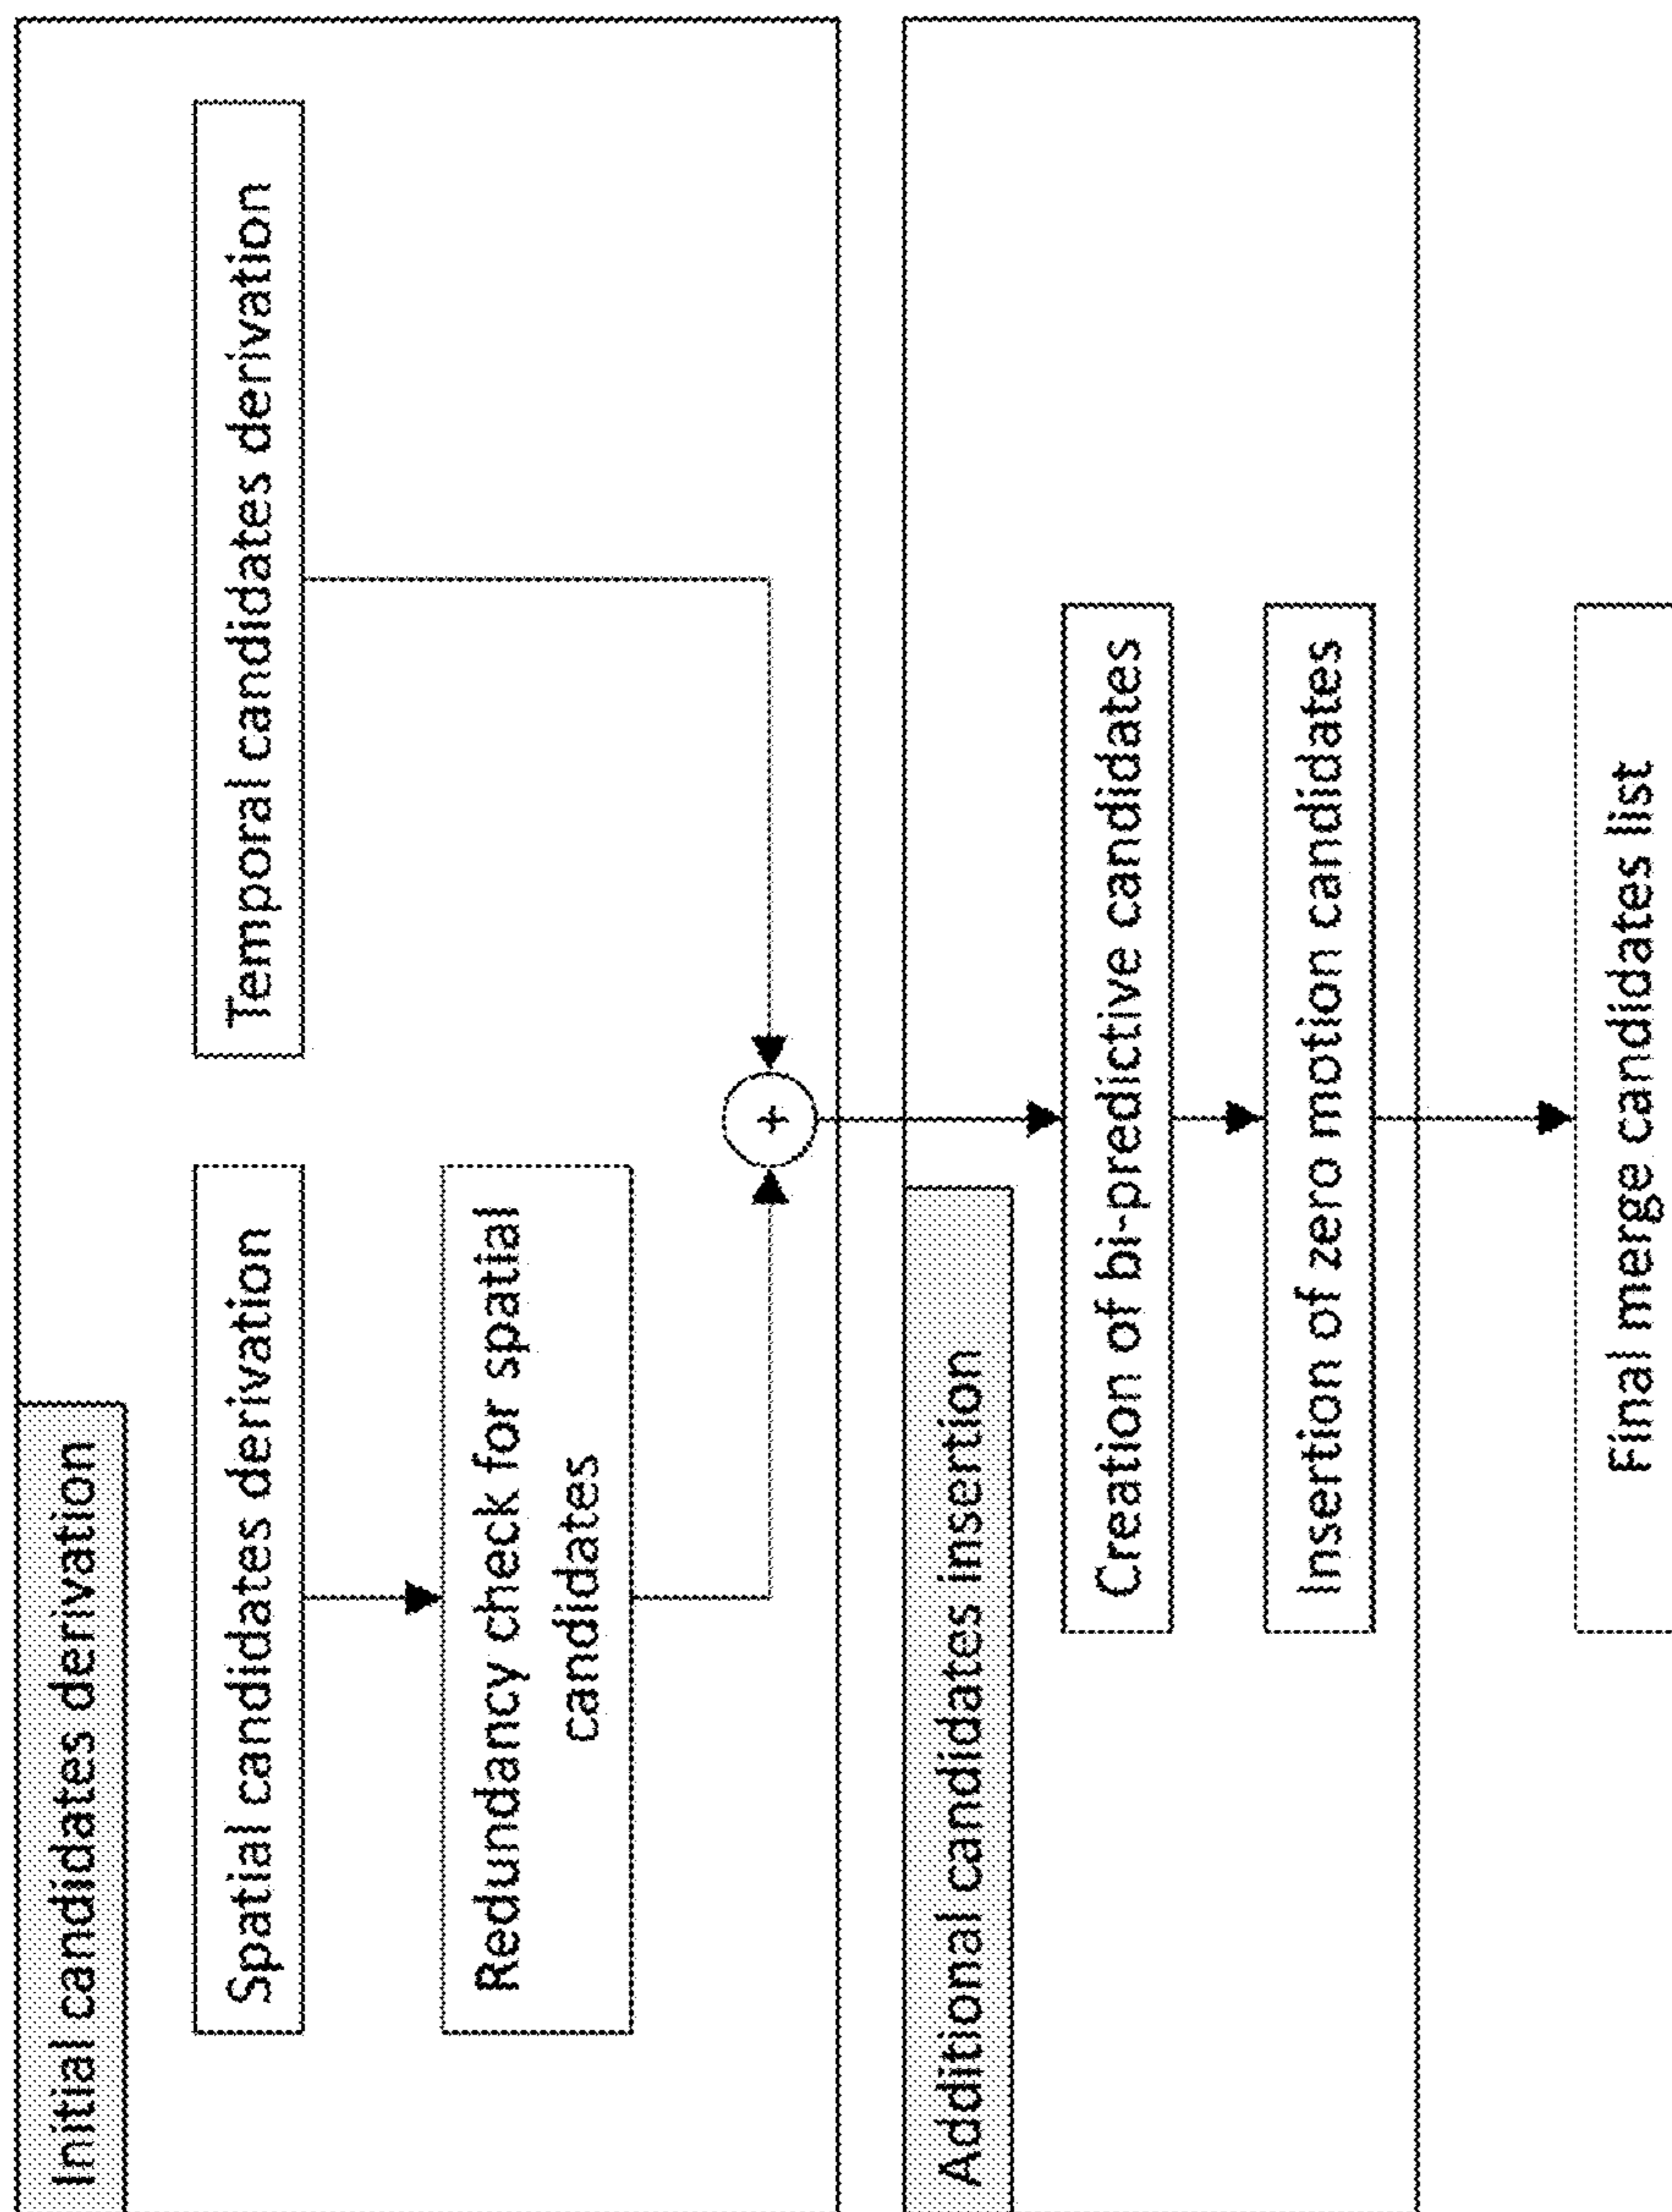 Initial candidates derivation
Spatial candidates derivation
Temporal candidates derivation
Redundancy check for spatial
candidates
+
Additional candidates insertion
Creation of bi-predictive candidates
Insertion of zero motion candidates
Final merge candidates list